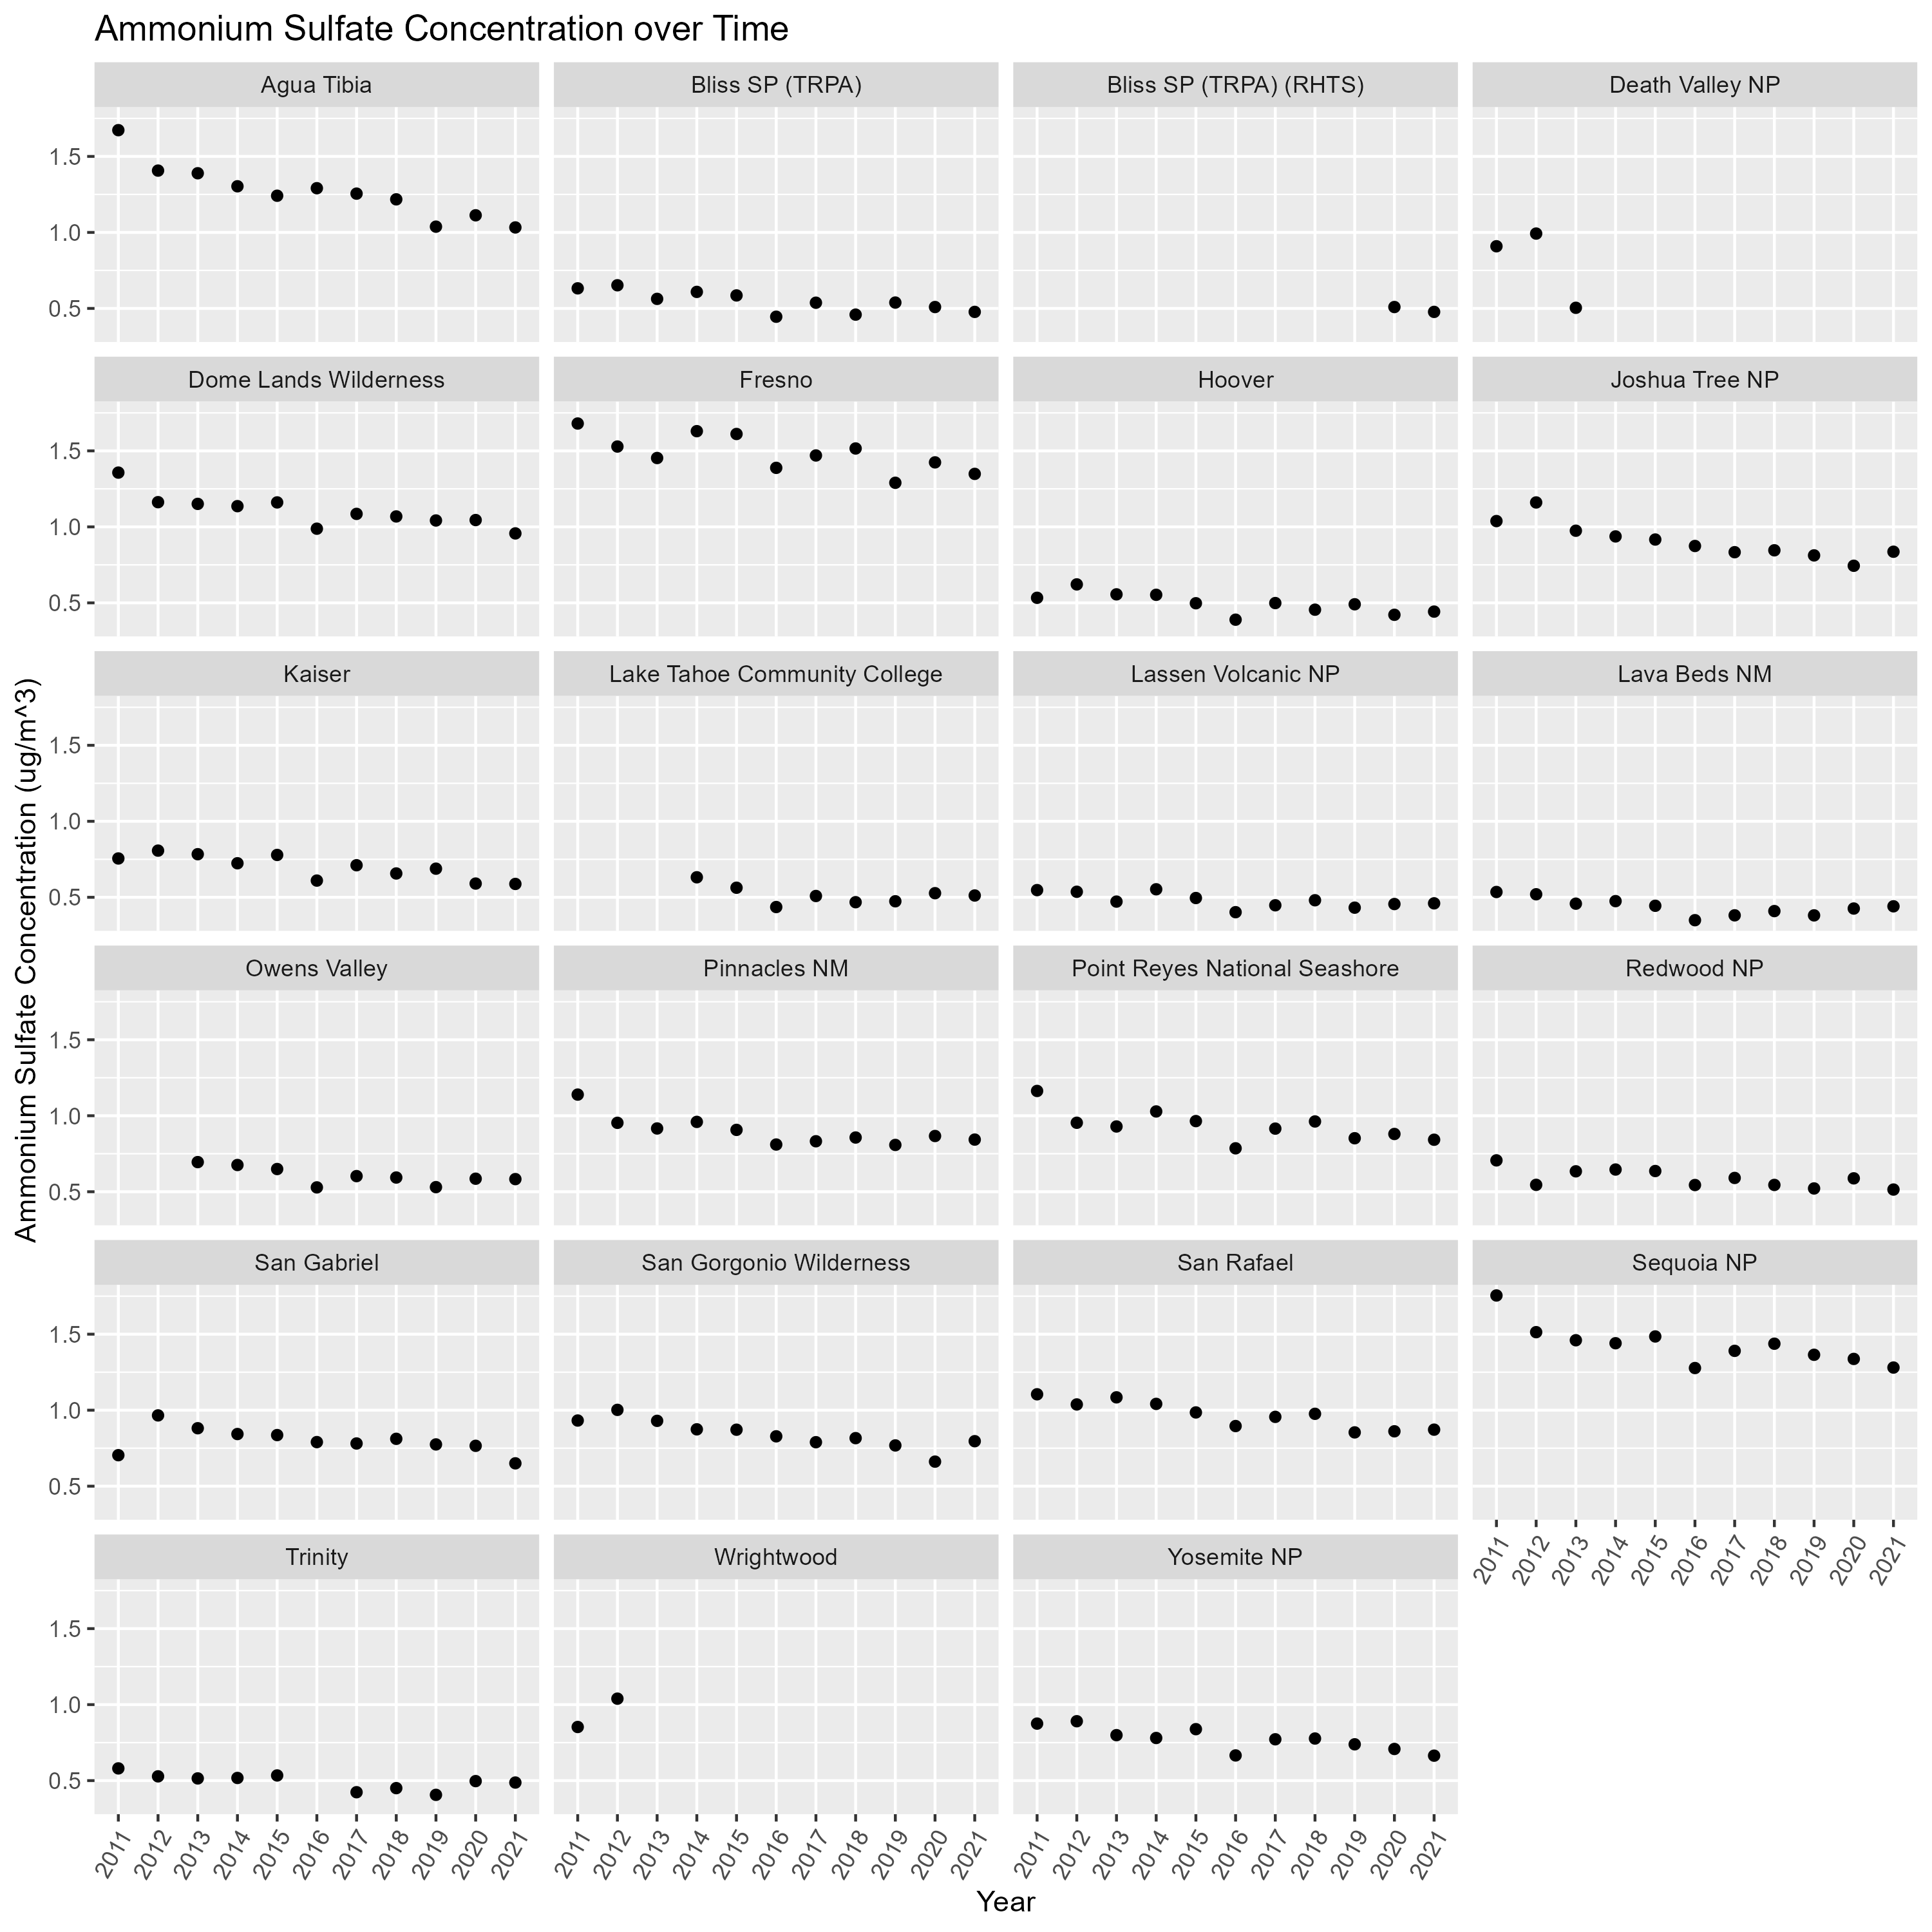 Ammonium Sulfate Concentration over Time
Agua Tibia
Bliss SP (TRPA)
Bliss SP (TRPA) (RHTS)
Death Valley NP
1.5
1.0
0.5
Dome Lands Wilderness
Fresno
Hoover
Joshua Tree NP
1.5
1.0
0.5
Kaiser
Lake Tahoe Community College
Lassen Volcanic NP
Lava Beds NM
1.5
1.0
0.5
Owens Valley
Pinnacles NM
Point Reyes National Seashore
Redwood NP
1.5
1.0
0.5
San Gabriel
San Gorgonio Wilderness
San Rafael
Sequoia NP
1.5
1.0
0.5
2011 2012 2013 2014 2015 2016 2017 2018 2019 2020 2021
Trinity
Wrightwood
Yosemite NP
1.5
1.0
0.5
2011 2012 2013 2014 2015 2016 2017 2018 2019 2020 2021
2011 2012 2013 2014 2015 2016 2017 2018 2019 2020 2021
2011 2012 2013 2014 2015 2016 2017 2018 2019 2020 2021
Year
Ammonium Sulfate Concentration (ug/m^3)